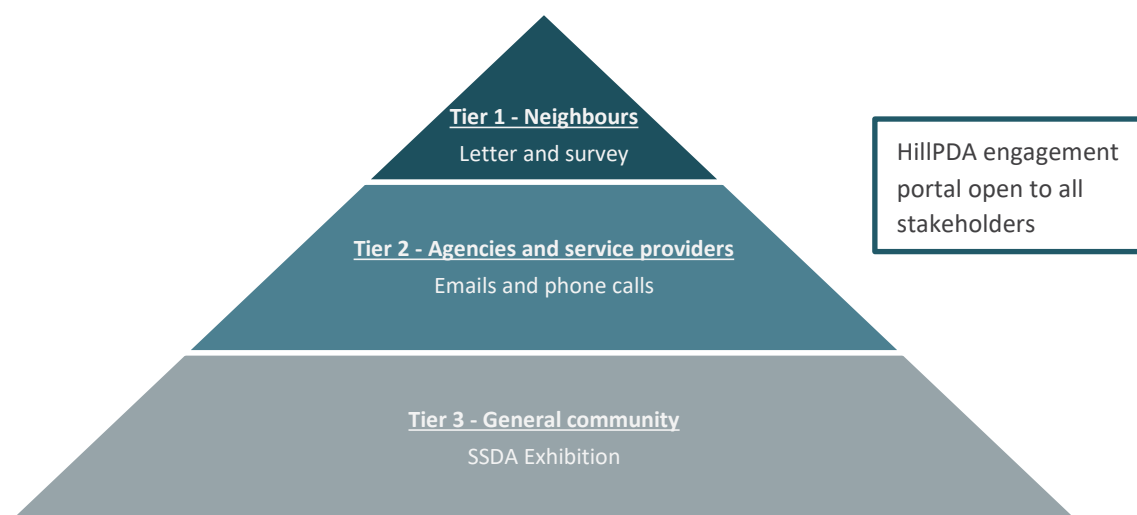 Tier 1 - Neighbours
Letter and survey
HillPDA engagement
portal open to all
stakeholders
Tier 2 - Agencies and service providers
Emails and phone calls
Tier 3 - General community
SSDA Exhibition